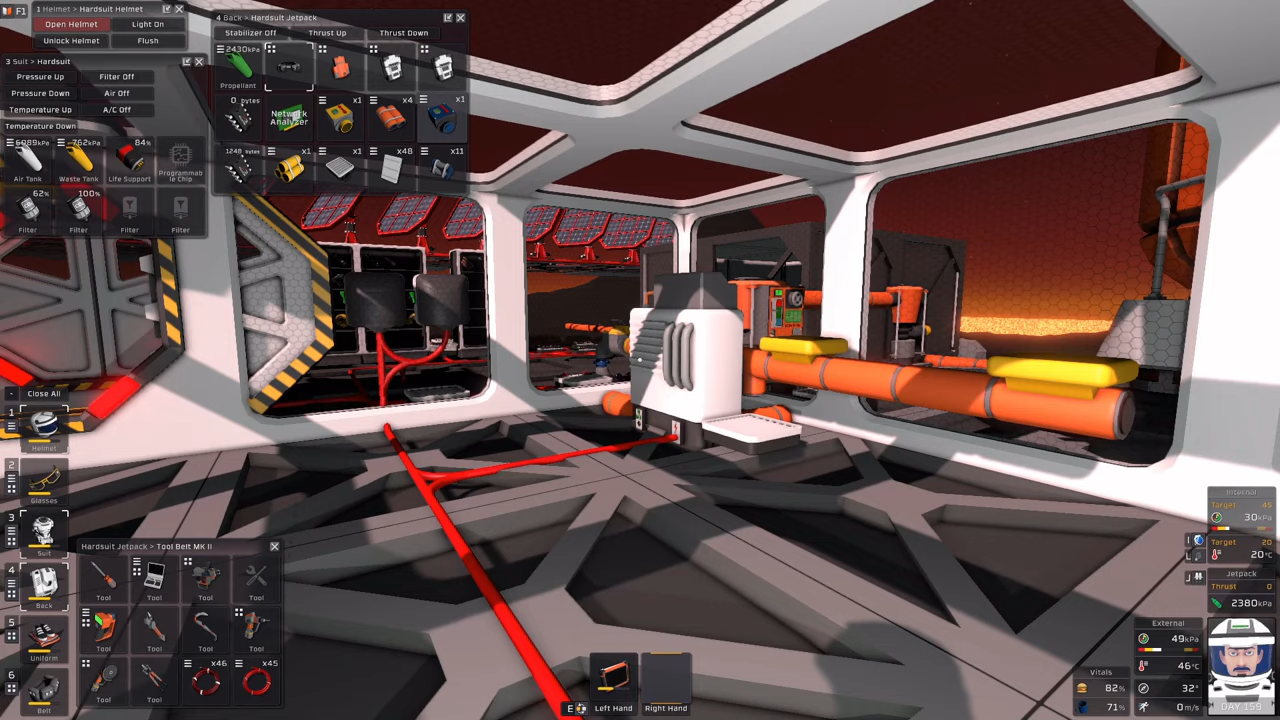 F1
1 Helmet > Hardsuit Helmet
Open Helmet
Light On
Unlock Helmet
Flush
3 Suit > Hardsuit
Pressure Up
Filter Off
Pressure Down
Air Off
Temperature Up
A/C Off
Temperature Down
762kPa
84%
Air Tank
Waste Tank
Life Support
Programmab
le Chip
62%
100%
Filter
Filter
Filter
Filter
4 Back > Hardsuit Jetpack
Stabilizer Off
Thrust Up
Thrust Down
2430kPa
Propellant
0 bytes
Network
Analyzer
x1
x4
x1
1248 bytes
x1
x1
x48
x11
Close All
1
Helmet
2
Glasses
3
Suit
4
Back
5
Uniform
6
Belt
Hardsuit Jetpack > Tool Belt MK II
Tool
Tool
Tool
Tool
Tool
Tool
Tool
Tool
Tool
Tool
x46
x45
E
Left Hand
Right Hand
Internal
Target 45
30kPa
Target 20
20°C
Jetpack
Thrust 0
2380kPa
External
49kPa
46°C
32°
0m/s
Vitals
82%
71%
DAY 159